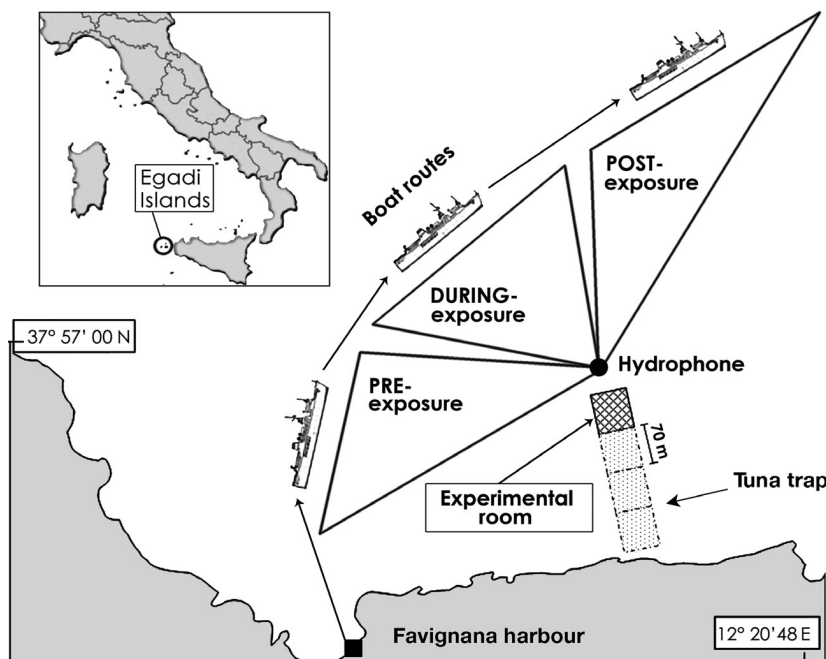 Egadi
Islands
Boat routes
POST-
exposure
DURING-
exposure
37° 57’ 00 N
PRE-
exposure
Hydrophone
70 m
Experimental
room
Tuna trap
Favignana harbour
12° 20’ 48 E